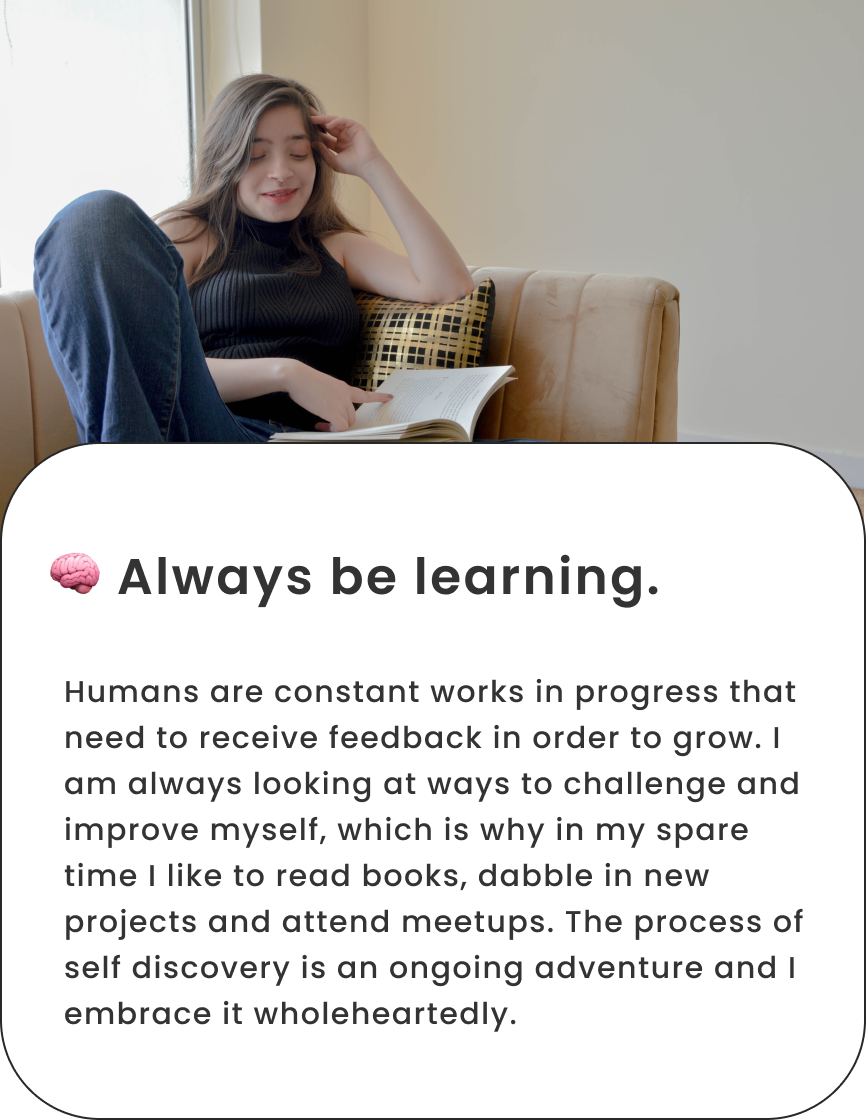 🧠 Always be learning.
Humans are constant works in progress that
need to receive feedback in order to grow. I
am always looking at ways to challenge and
improve myself, which is why in my spare
time I like to read books, dabble in new
projects and attend meetups. The process of
self discovery is an ongoing adventure and I
embrace it wholeheartedly.